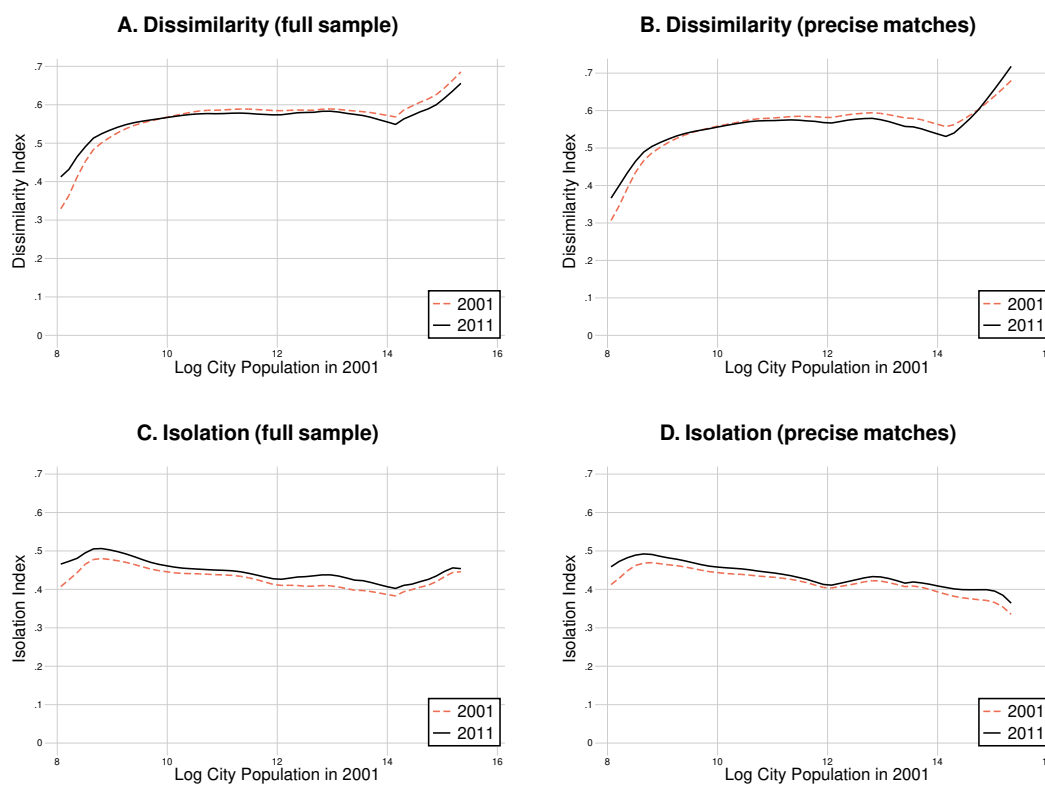 A. Dissimilarity (full sample)
Dissimilarity Index
.7
.6
.5
.4
.3
.2
.1
0
8 10 12 14 16
Log City Population in 2001
2001
2011
B. Dissimilarity (precise matches)
Dissimilarity Index
.7
.6
.5
.4
.3
.2
.1
0
8 10 12 14 1
Log City Population in 2001
2001
2011
C. Isolation (full sample)
Isolation Index
.7
.6
.5
.4
.3
.2
.1
0
8 10 12 14 16
Log City Population in 2001
2001
2011
D. Isolation (precise matches)
Isolation Index
.7
.6
.5
.4
.3
.2
.1
0
8 10 12 14 1
Log City Population in 2001
2001
2011